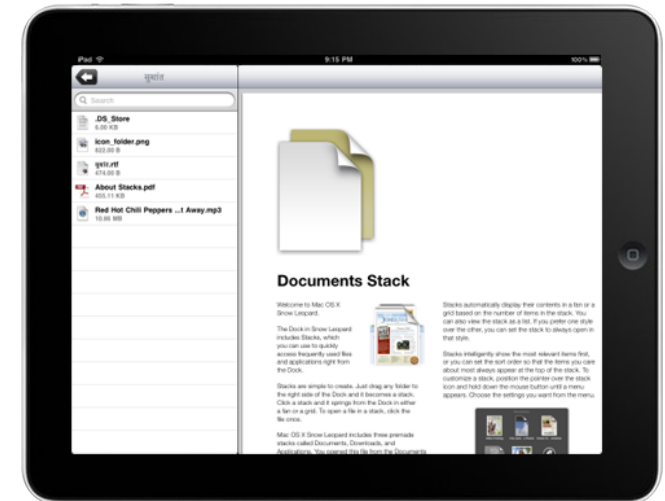 iPad
9:15 PM
100%
सूर्यास्त
Search
.DS_Store
6.00 KB
icon_folder.png
822.00 B
474.00 B
About Stacks.pdf
455.11 KB
Red Hot Chili Peppers ...t Away.mp3
10.66 MB
Documents Stack
Welcome to Mac OS X
Snow Leopard.
The Dock in Snow Leopard
includes Stacks, which
you can use to quickly
access frequently used files
and applications right from
the Dock.
Stacks are simple to create. Just drag any folder to
the right side of the Dock and it becomes a stack.
Click a stack and it springs from the Dock in either
a fan or a grid. To open a file in a stack, click the
file once.
Mac OS X Snow Leopard includes three premade
stacks called Documents, Downloads, and
Applications. You opened this file from the Documents
Stacks automatically display their contents in a fan or a
grid based on the number of items in the stack. You
can also view the stack as a list. If you prefer one style
over the other, you can set the stack to always open in
that style.
Stacks intelligently show the most relevant items first,
or you can set the sort order so that the items you care
about most always appear at the top of the stack. To
customize a stack, position the pointer over the stack
icon and hold down the mouse button until a menu
appears. Choose the settings you want from the menu.